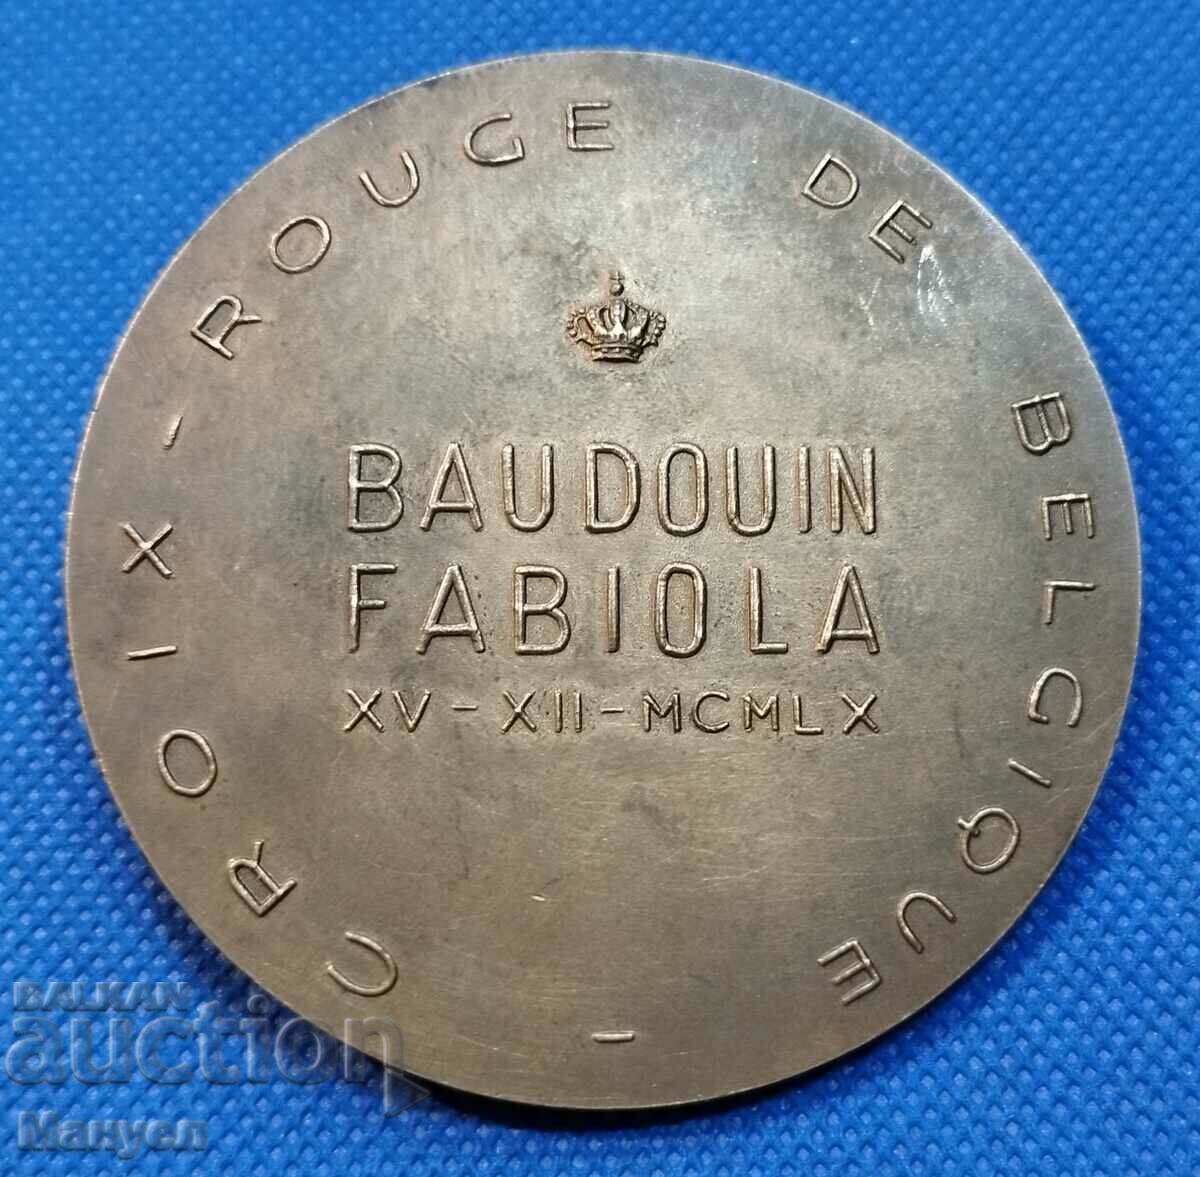 CROIX-ROUGE DE BELGIQUE -
BAUDOUIN
FABIOLA
XV-XII-MCMLX
BALKAN
auction
Мануел